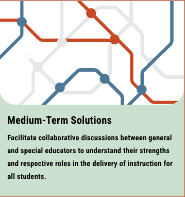 Medium-Term Solutions
Facilitate collaborative discussions between general
and special educators to understand their strengths
and respective roles in the delivery of instruction for
all students.